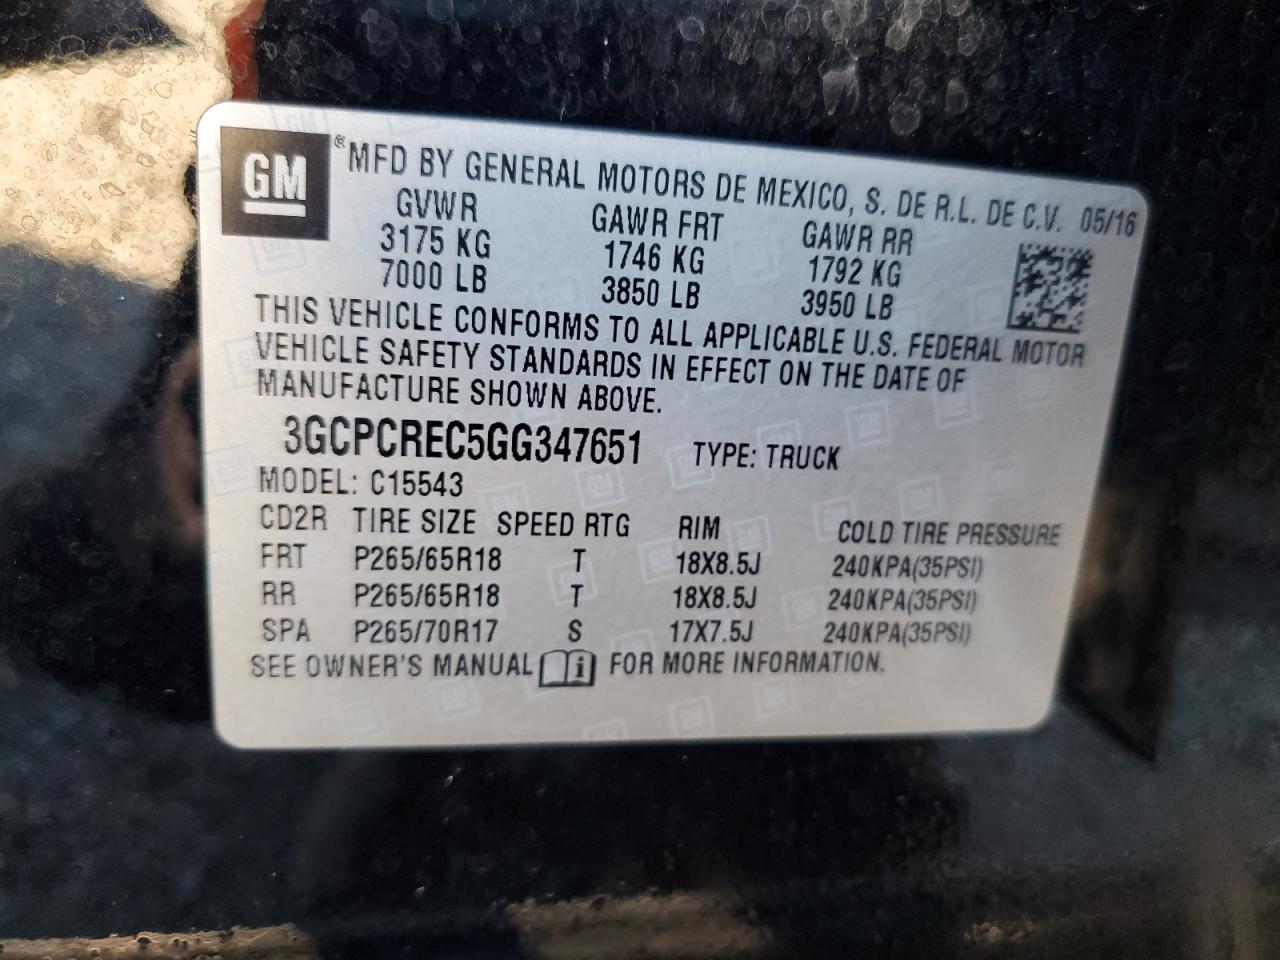 GM ® MFD BY GENERAL MOTORS DE MEXICO, S. DE R.L. DE C.V. 05/16
GVWR GAWR FRT GAWR RR
3175 KG 1746 KG 1792 KG
7000 LB 3850 LB 3950 LB
THIS VEHICLE CONFORMS TO ALL APPLICABLE U.S. FEDERAL MOTOR
VEHICLE SAFETY STANDARDS IN EFFECT ON THE DATE OF
MANUFACTURE SHOWN ABOVE.
3GCPCREC5GG347651 TYPE: TRUCK
MODEL: C15543
CD2R TIRE SIZE SPEED RTG RIM COLD TIRE PRESSURE
FRT P265/65R18 T 18X8.5J 240KPA(35PSI)
RR P265/65R18 T 18X8.5J 240KPA(35PSI)
SPA P265/70R17 S 17X7.5J 240KPA(35PSI)
SEE OWNER'S MANUAL i FOR MORE INFORMATION.